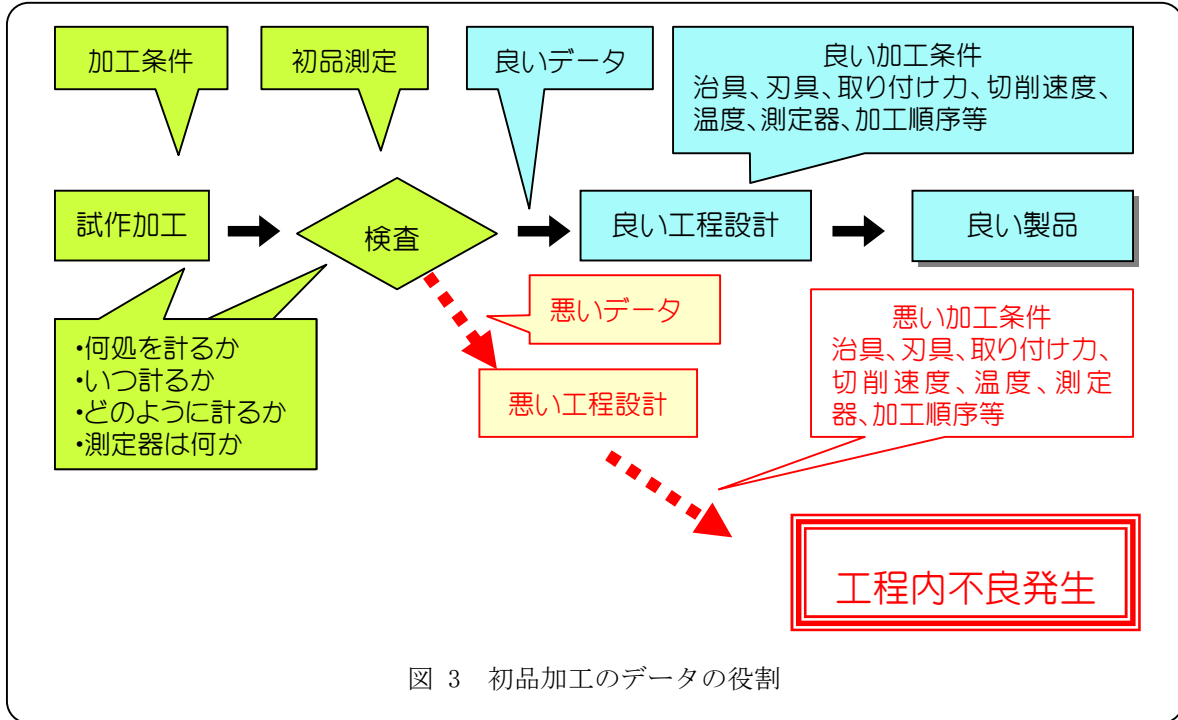 加工条件
初品測定
良いデータ
良い加工条件
治具、刃具、取り付け力、切削速度、
温度、測定器、加工順序等
試作加工
検査
良い工程設計
良い製品
・何処を計るか
・いつ計るか
・どのように計るか
・測定器は何か
悪いデータ
悪い工程設計
悪い加工条件
治具、刃具、取り付け力、
切削速度、温度、測定
器、加工順序等
工程内不良発生
図 3 初品加工のデータの役割